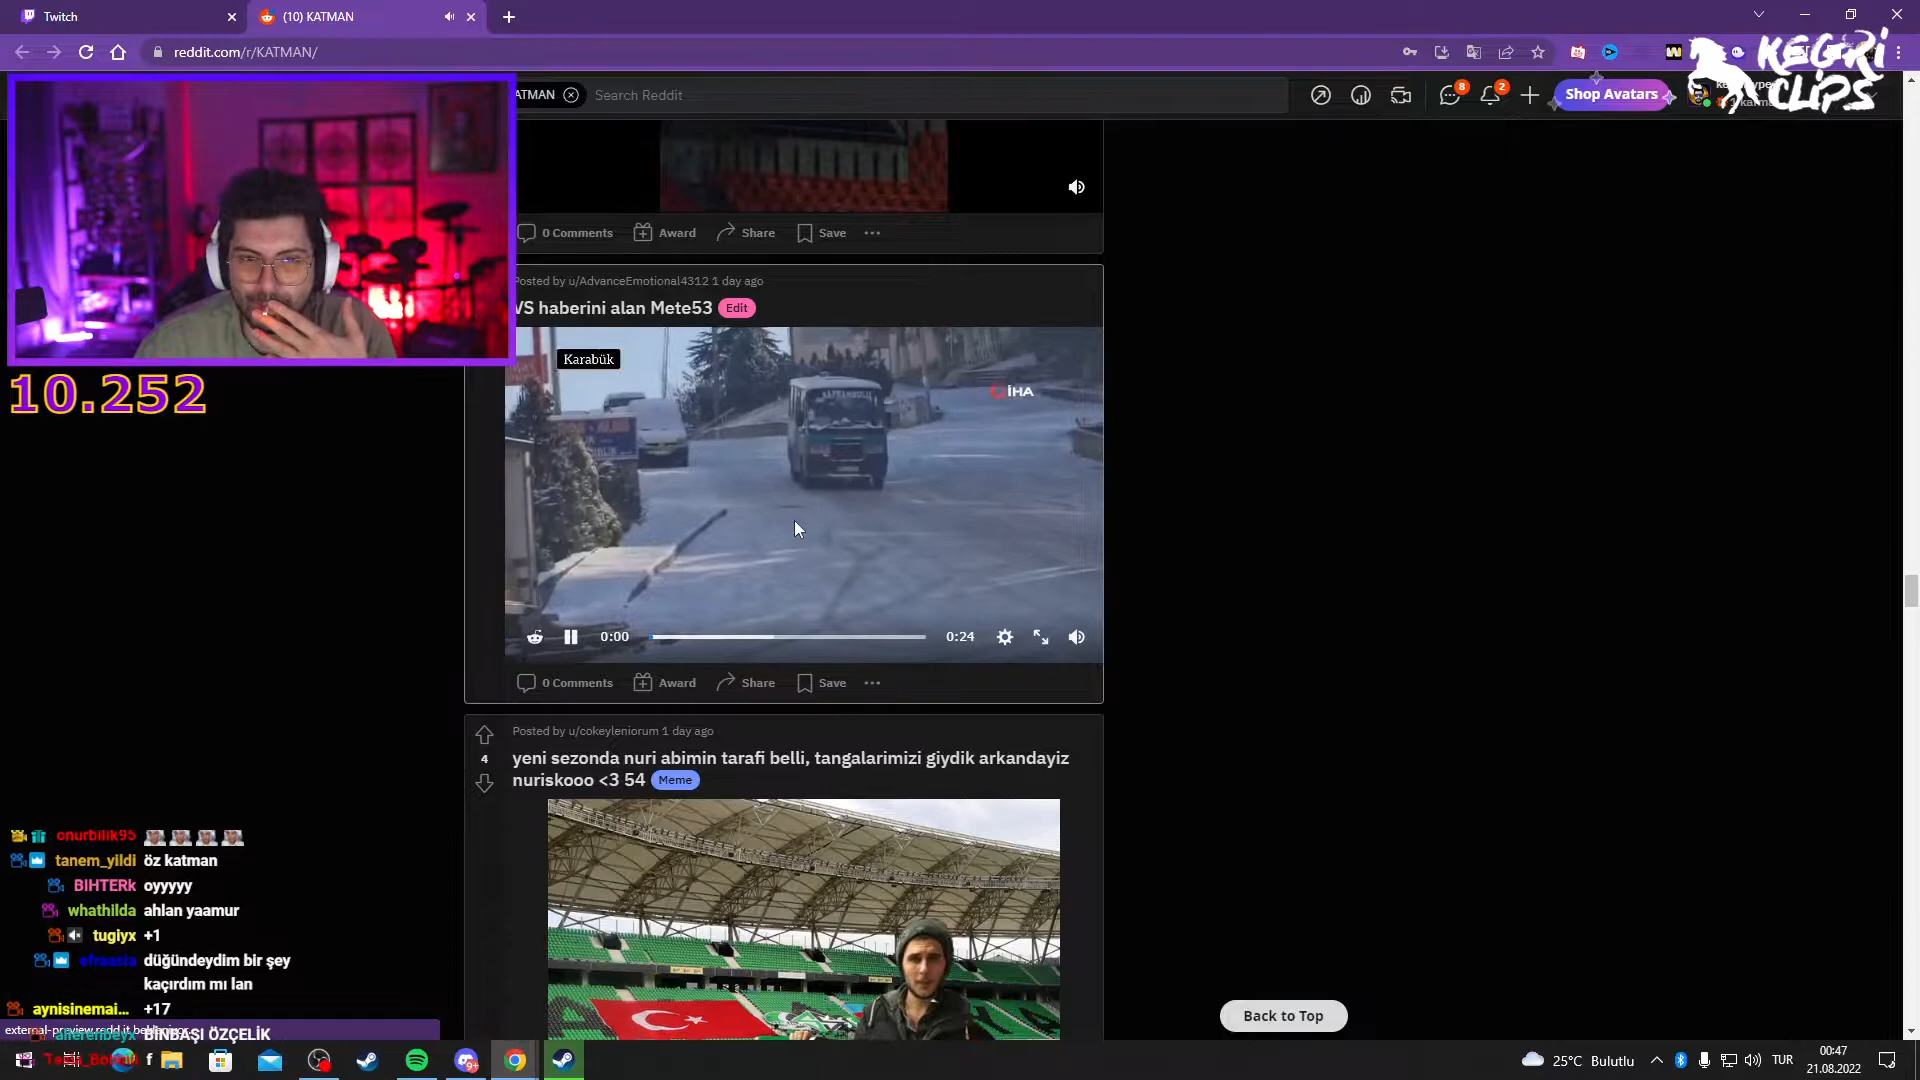 Twitch
(10) KATMAN
reddit.com/r/KATMAN/
KEGRİ CLIPS
ATMAN
Search Reddit
8
2
Shop Avatars
0 Comments
Award
Share
Save
Posted by u/AdvanceEmotional4312 1 day ago
VS haberini alan Mete53 Edit
Karabük
İHA
10.252
0:00
0:24
0 Comments
Award
Share
Save
Posted by u/cokeyleniorum 1 day ago
4
yeni sezonda nuri abimin tarafi belli, tangalarimizi giydik arkandayiz
nuriskooo <3 54 Meme
onurbilik95
tanem_yildi öz katman
BIHTERk oyyyyy
whathilda ahlan yaamur
tugiyx +1
efraasia düğündeydim bir şey
kaçırdım mı lan
aynisinemai... +17
BİNBAŞI ÖZÇELİK
Back to Top
9+
25°C Bulutlu
TUR
00:47
21.08.2022